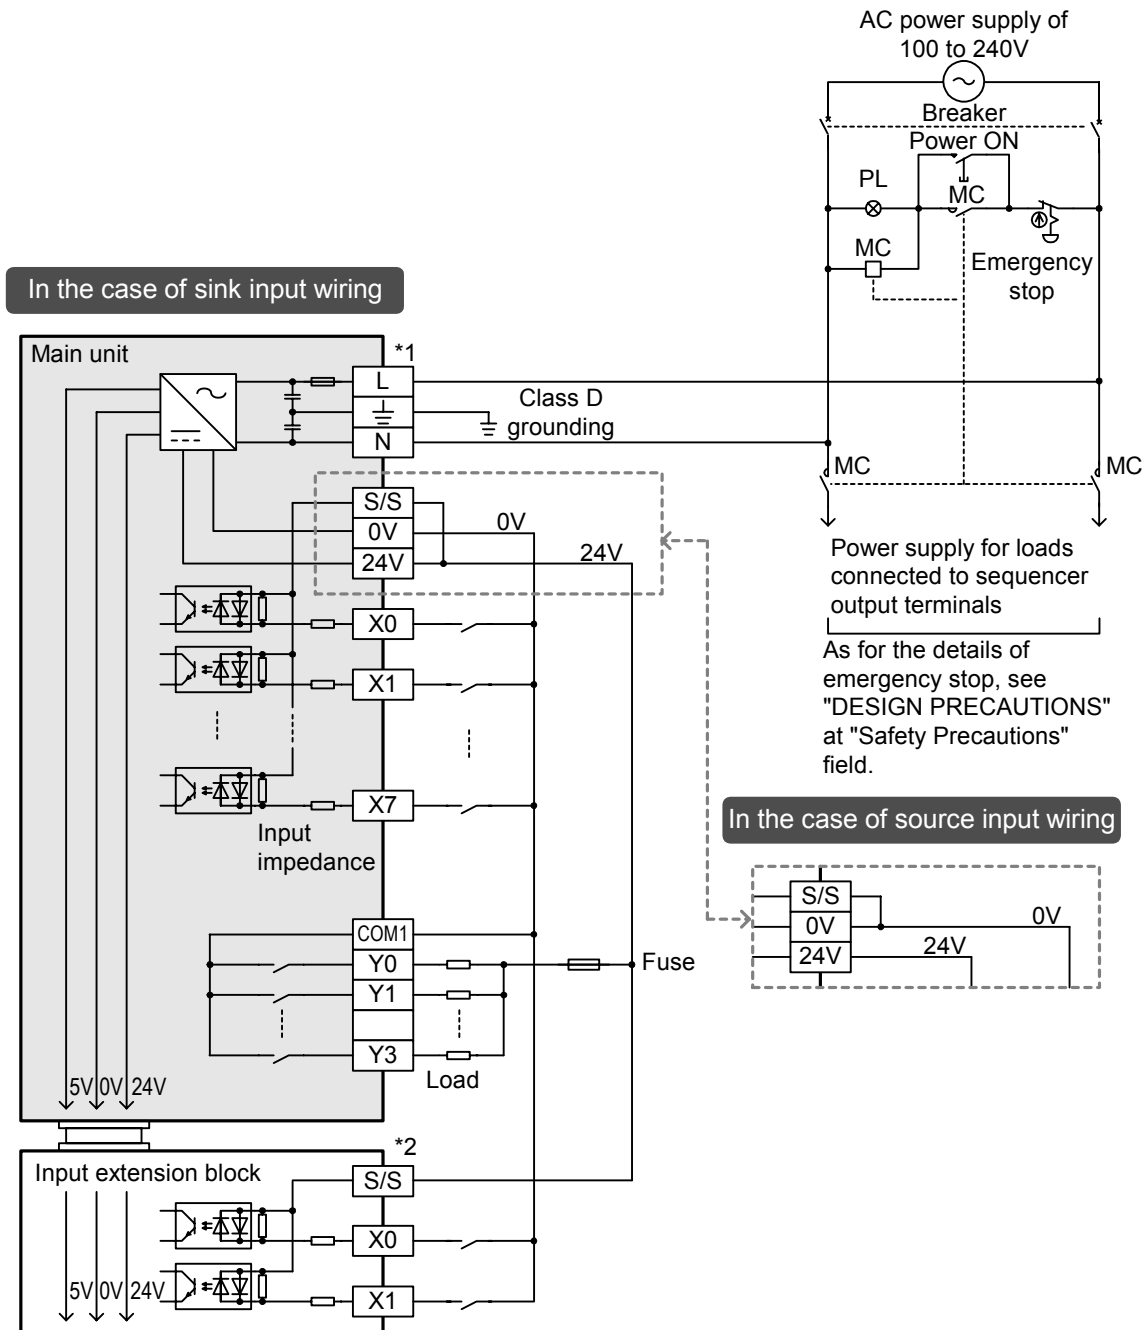 AC power supply of
100 to 240V
Breaker
Power ON
PL
MC
MC
Emergency
stop
In the case of sink input wiring
Main unit
*1
L
Class D
grounding
N
MC
MC
S/S
0V
0V
24V
24V
Power supply for loads
connected to sequencer
output terminals
X0
X1
As for the details of
emergency stop, see
"DESIGN PRECAUTIONS"
at "Safety Precautions"
field.
X7
Input
impedance
In the case of source input wiring
S/S
0V
0V
24V
24V
COM1
Y0
Fuse
Y1
Y3
Load
5V 0V 24V
*2
Input extension block
S/S
X0
X1
5V 0V 24V